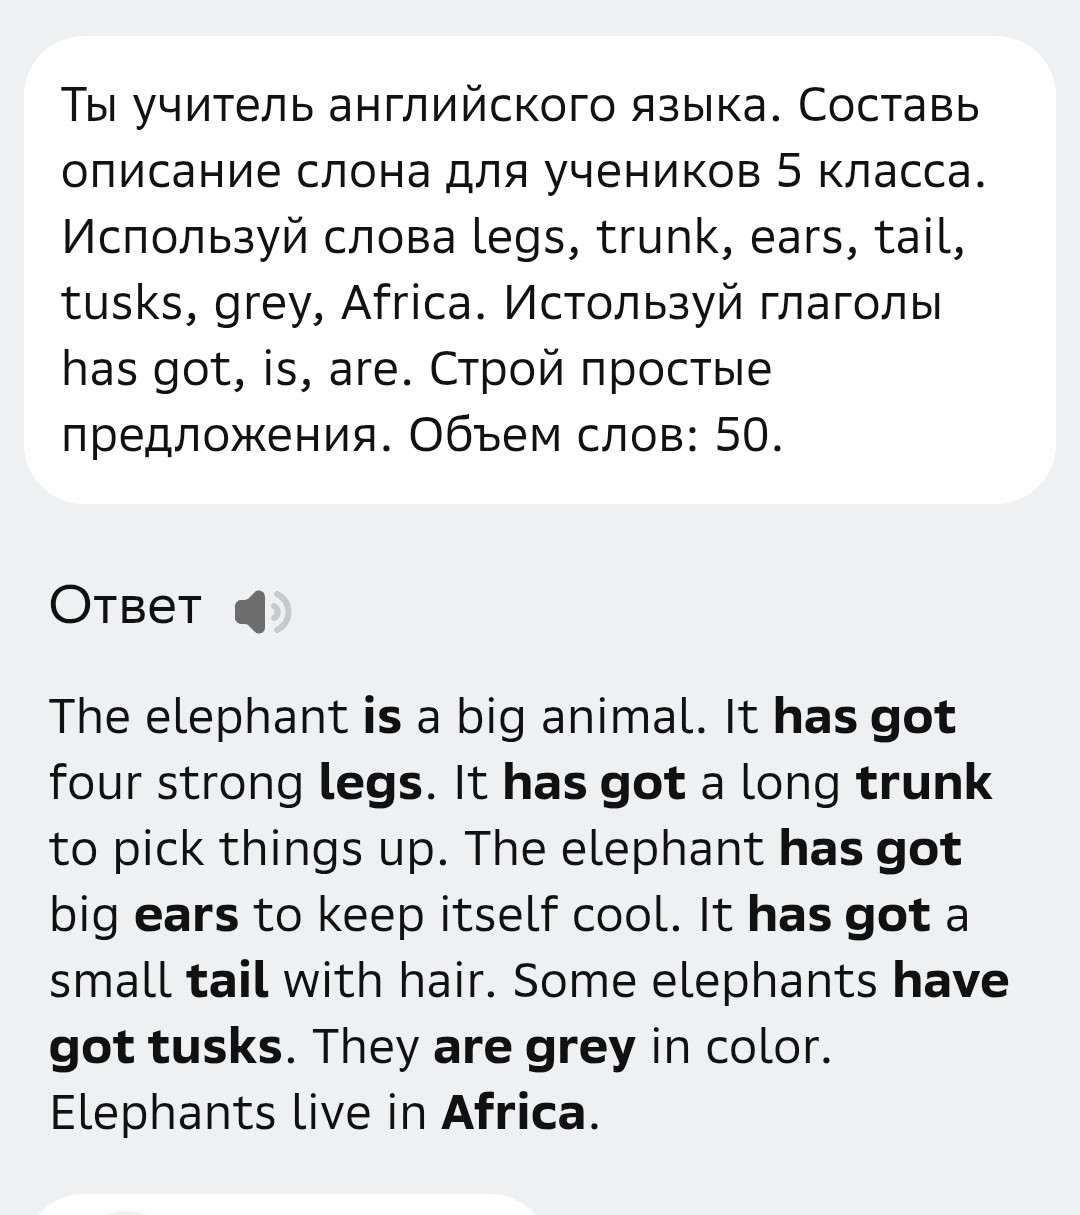 Ты учитель английского языка. Составь
описание слона для учеников 5 класса.
Используй слова legs, trunk, ears, tail,
tusks, grey, Africa. Истользуй глаголы
has got, is, are. Строй простые
предложения. Объем слов: 50.
Ответ
The elephant is a big animal. It has got
four strong legs. It has got a long trunk
to pick things up. The elephant has got
big ears to keep itself cool. It has got a
small tail with hair. Some elephants have
got tusks. They are grey in color.
Elephants live in Africa.